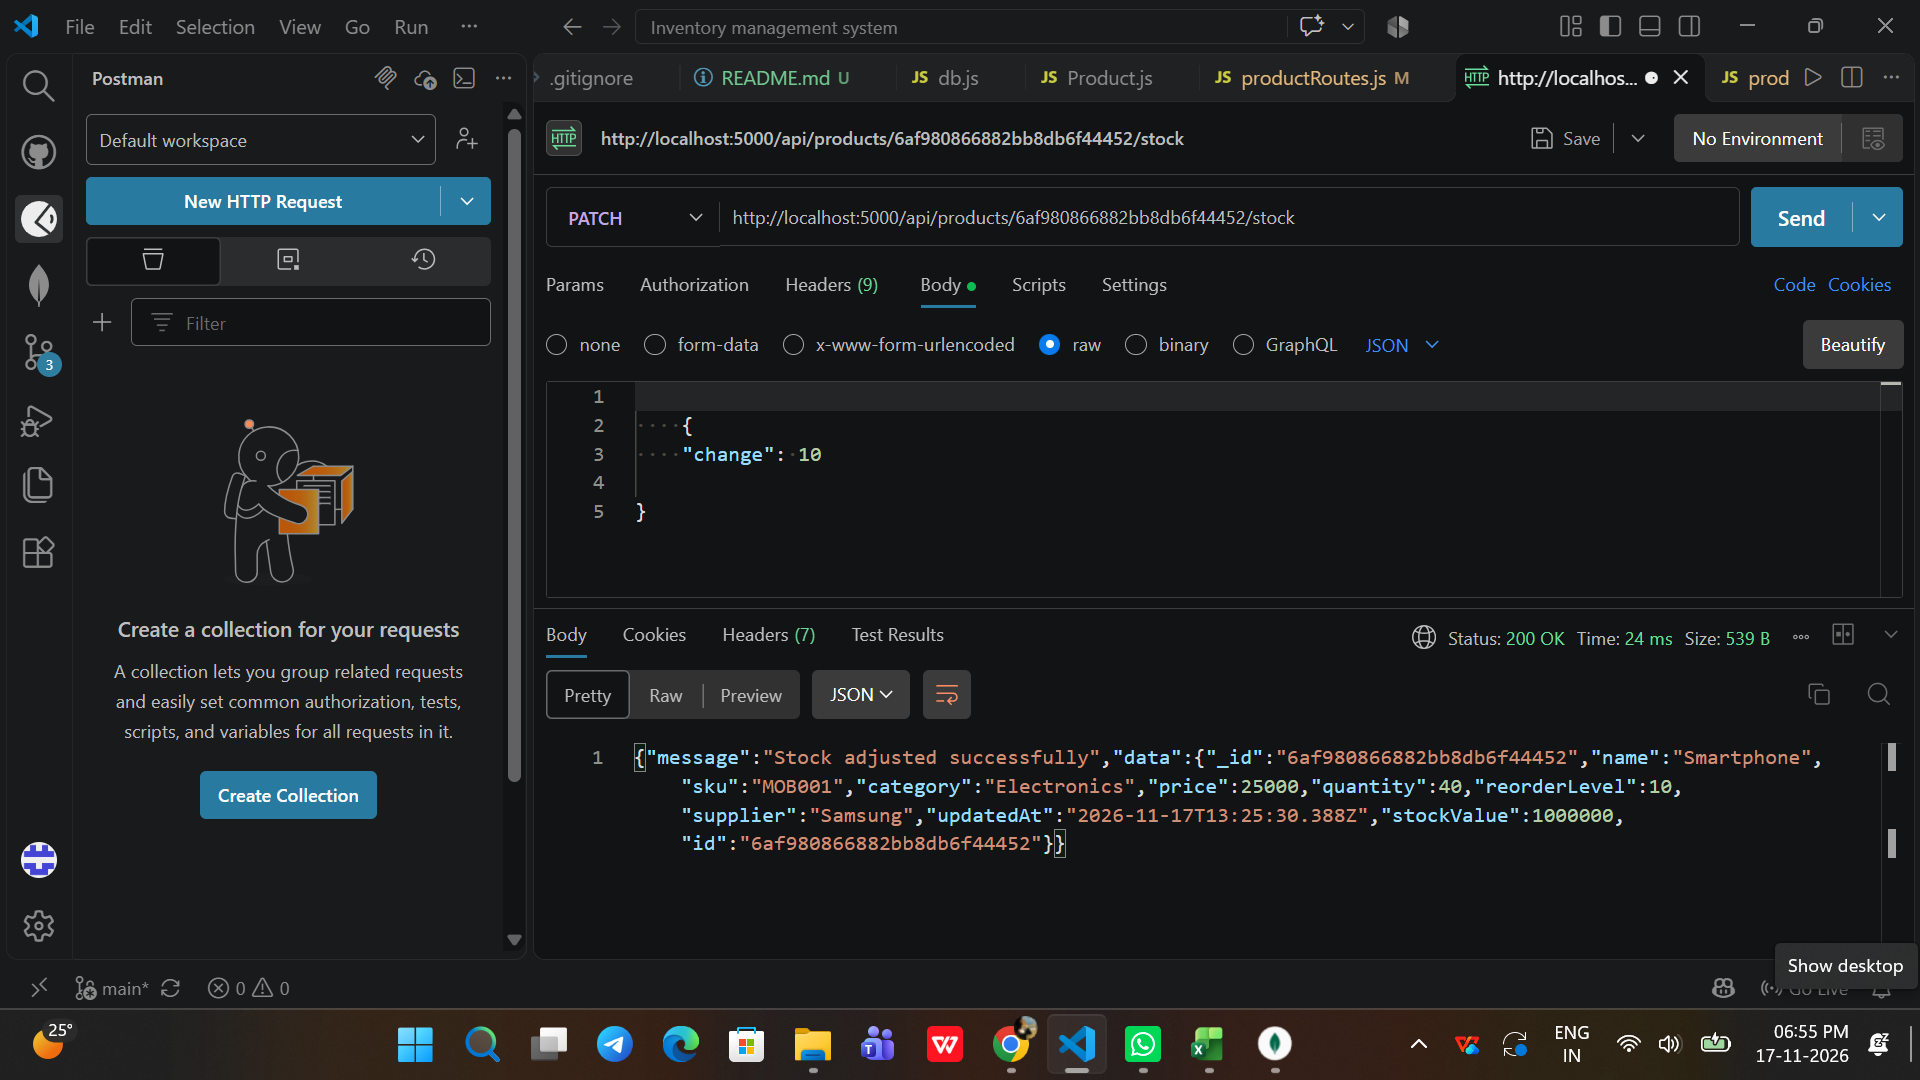 File Edit Selection View Go Run ···
Inventory management system
Postman
.gitignore README.md U JS db.js JS Product.js JS productRoutes.js M HTTP http://localhos... JS prod
Default workspace
HTTP http://localhost:5000/api/products/6af980866882bb8db6f44452/stock Save No Environment
New HTTP Request
PATCH http://localhost:5000/api/products/6af980866882bb8db6f44452/stock Send
Params Authorization Headers (9) Body Scripts Settings Code Cookies
Filter
none form-data x-www-form-urlencoded raw binary GraphQL JSON Beautify
1
2 {
3 "change": 10
4
5 }
3
Create a collection for your requests
A collection lets you group related requests
and easily set common authorization, tests,
scripts, and variables for all requests in it.
Create Collection
Body Cookies Headers (7) Test Results Status: 200 OK Time: 24 ms Size: 539 B
Pretty Raw Preview JSON
1 {"message":"Stock adjusted successfully","data":{"_id":"6af980866882bb8db6f44452","name":"Smartphone",
"sku":"MOB001","category":"Electronics","price":25000,"quantity":40,"reorderLevel":10,
"supplier":"Samsung","updatedAt":"2026-11-17T13:25:30.388Z","stockValue":1000000,
"id":"6af980866882bb8db6f44452"}}
Show desktop
main* 0 0 Go Live
25°
ENG
IN
06:55 PM
17-11-2026